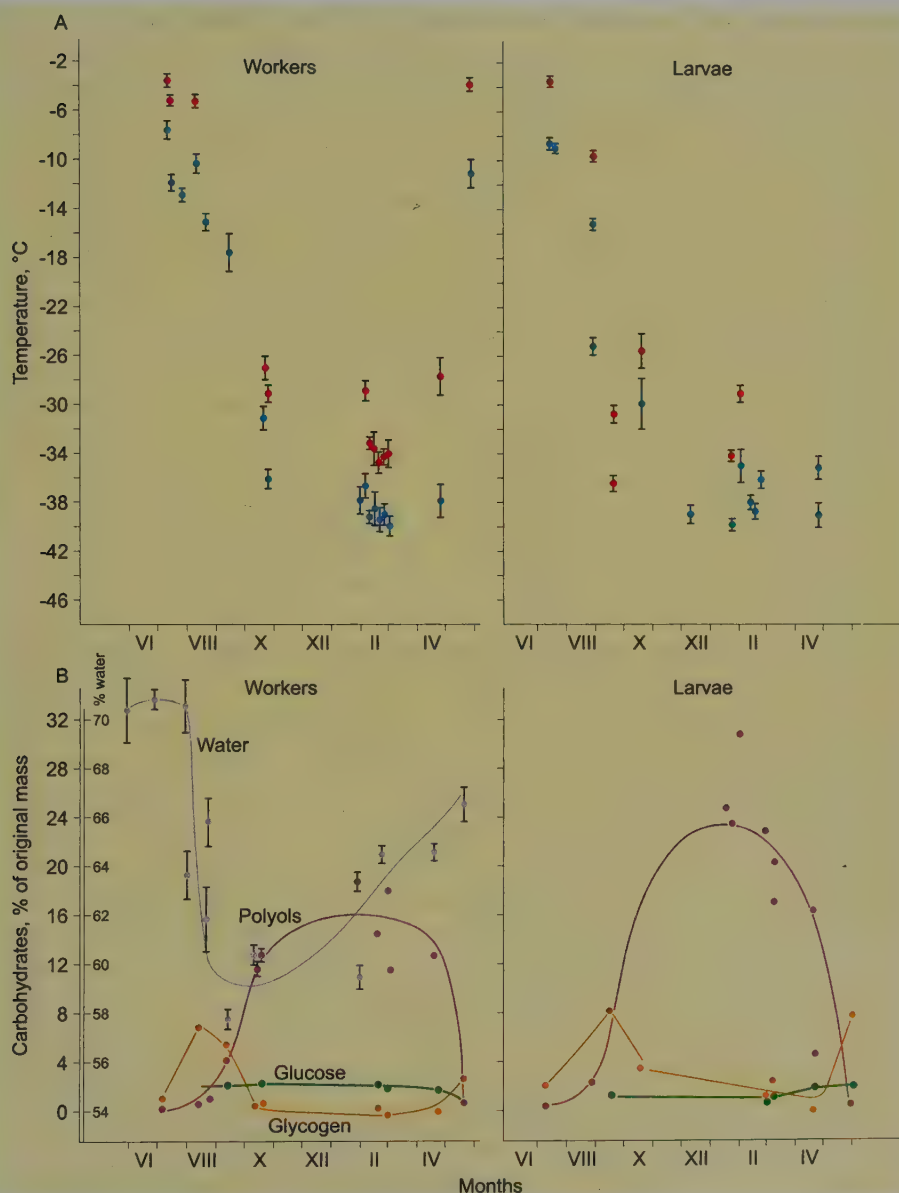 A
Workers
Larvae
Temperature, °C
-2
-6
-10
-14
-18
-22
-26
-30
-34
-38
-42
-46
VI VIII X XII II IV
VI VIII X XII II IV
B
Workers
Larvae
Carbohydrates, % of original mass
% water
32
28
24
20
16
12
8
4
0
70
68
66
64
62
60
58
56
54
Water
Polyols
Glucose
Glycogen
VI VIII X XII II IV
VI VIII X XII II IV
Months